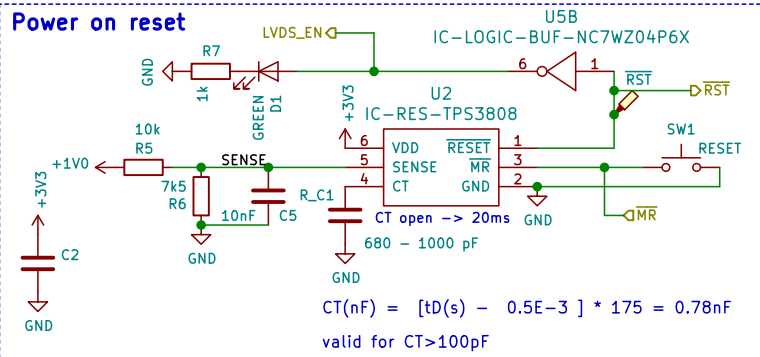 Power on reset
LVDS_EN
U5B
IC-LOGIC-BUF-NC7WZ04P6X
R7
6
1
GND
1k
GREEN
D1
RST
RST
+3V3
U2
IC-RES-TPS3808
10k
R5
+1V0
SENSE
6
VDD
RESET
1
5
SENSE
MR
3
4
CT
GND
2
SW1
RESET
+3V3
7k5
R6
10nF
C5
R_C1
CT open -> 20ms
GND
MR
680 - 1000 pF
C2
GND
GND
GND
CT(nF) = [tD(s) - 0.5E-3 ] * 175 = 0.78nF
valid for CT>100pF